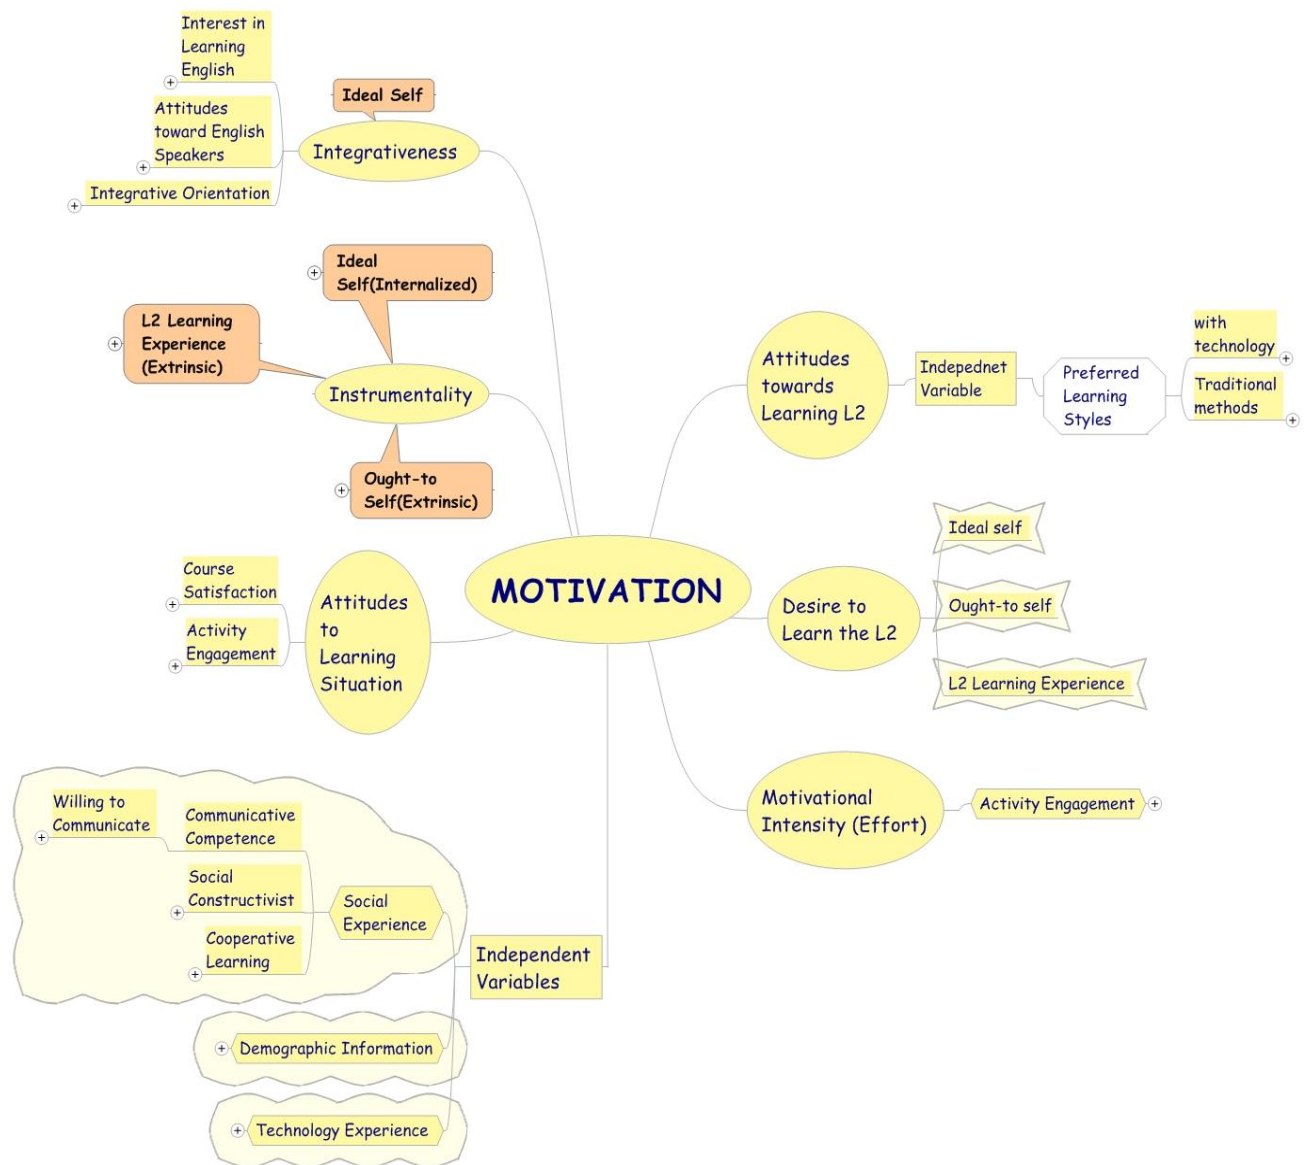 Interest in
Learning
English
Attitudes
toward English
Speakers
Integrative Orientation
Ideal Self
Integrativeness
Ideal
Self(Internalized)
L2 Learning
Experience
(Extrinsic)
Instrumentality
Ought-to
Self(Extrinsic)
Course
Satisfaction
Activity
Engagement
Attitudes
to
Learning
Situation
MOTIVATION
Attitudes
towards
Learning L2
Indepednet
Variable
Preferred
Learning
Styles
with
technology
Traditional
methods
Desire to
Learn the L2
Ideal self
Ought-to self
L2 Learning Experience
Motivational
Intensity (Effort)
Activity Engagement
Independent
Variables
Social
Experience
Communicative
Competence
Willing to
Communicate
Social
Constructivist
Cooperative
Learning
Demographic Information
Technology Experience